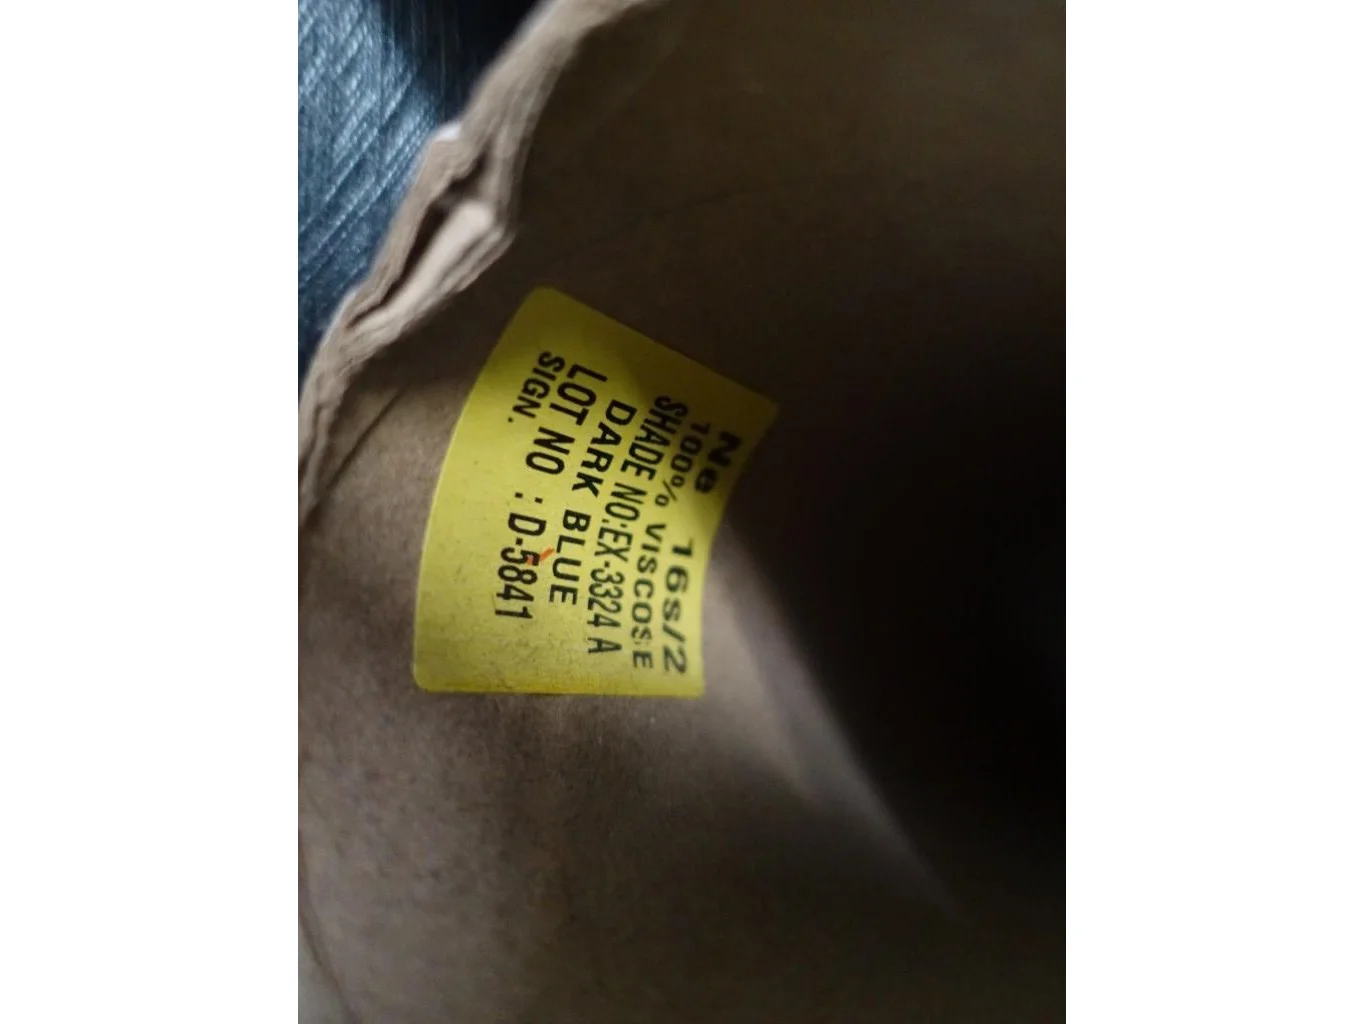 Ne 16s/2
100% VISCOSE
SHADE NO:EX-3324 A
DARK BLUE
LOT NO : D-5841
SIGN.